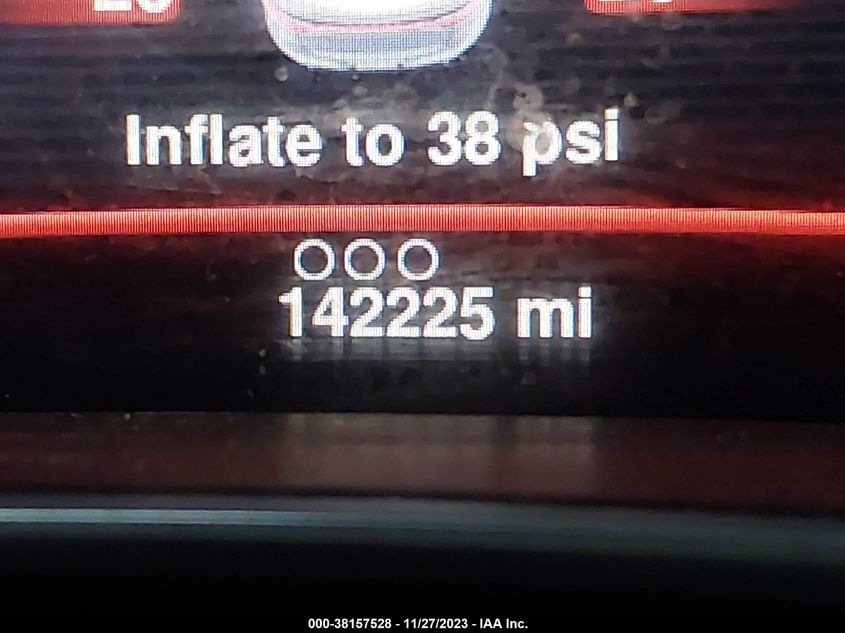 Inflate to 38 psi
142225 mi
000-38157528 - 11/27/2023 - IAA Inc.